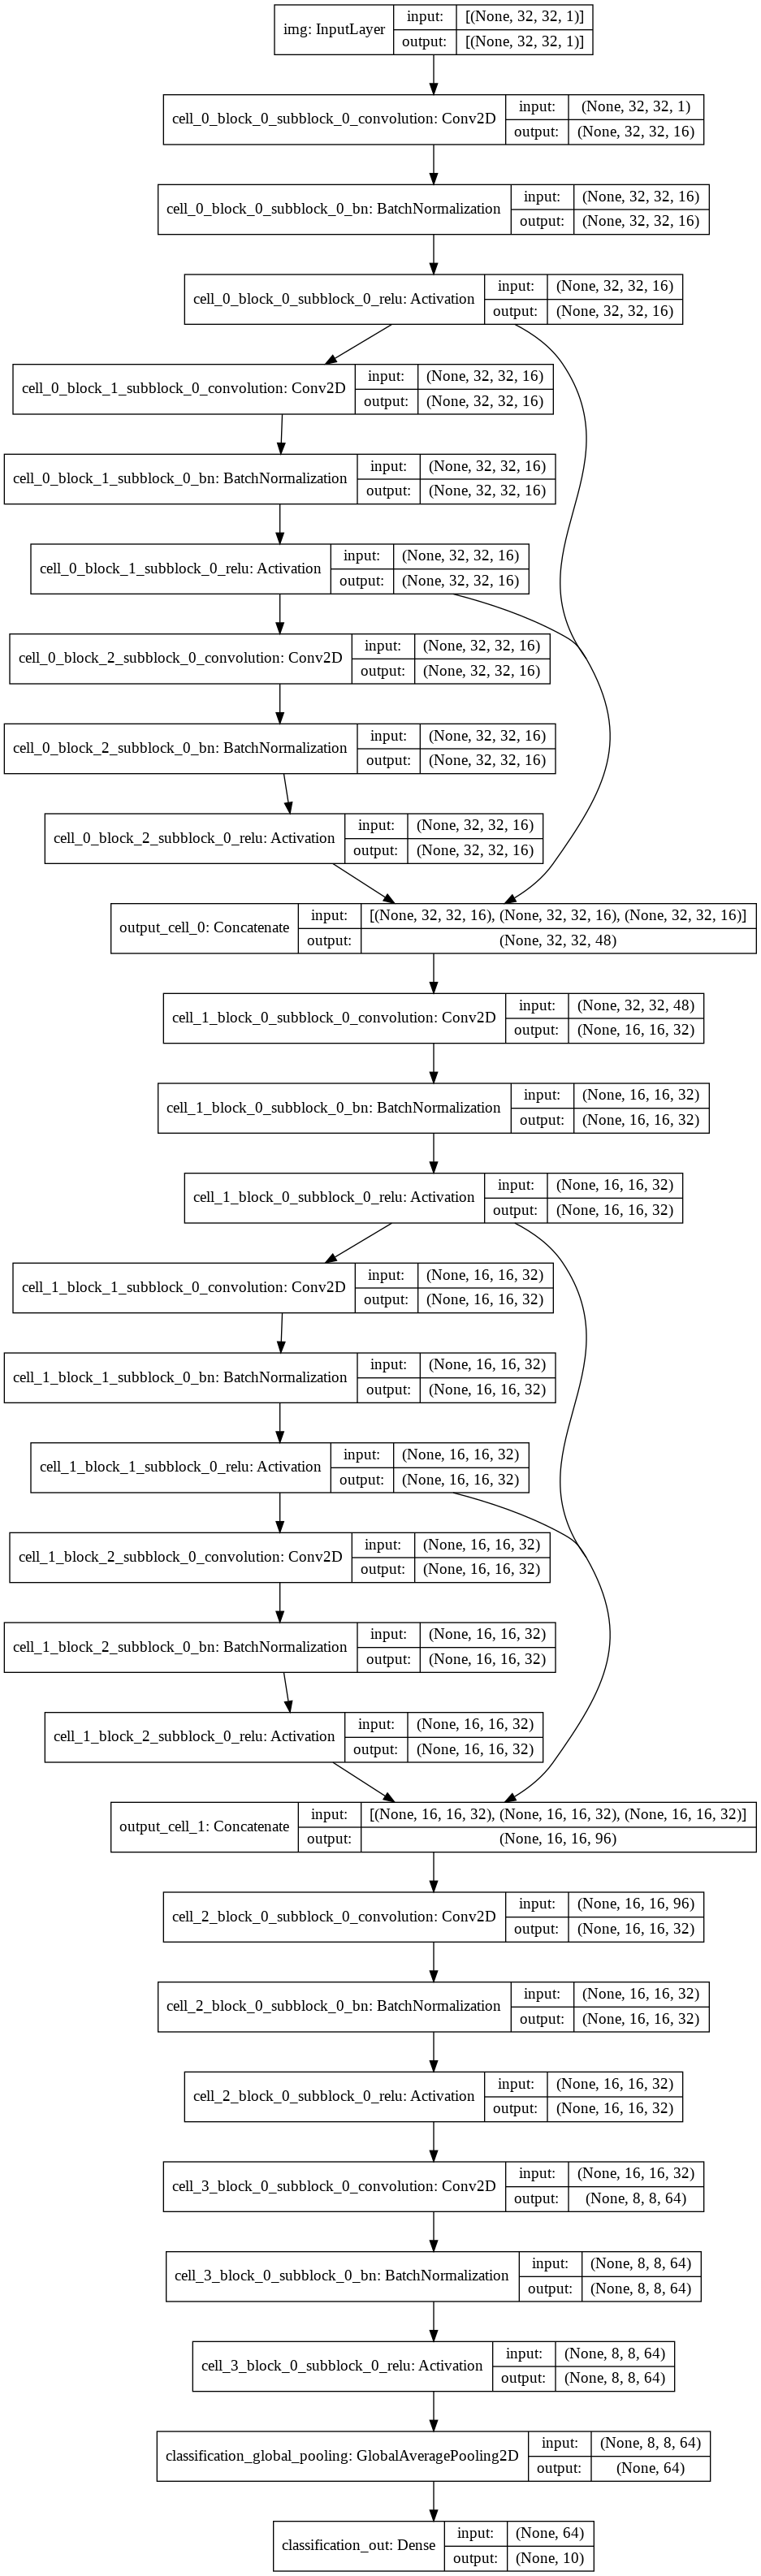 img: InputLayer
input: [(None, 32, 32, 1)]
output: [(None, 32, 32, 1)]
cell_0_block_0_subblock_0_convolution: Conv2D
input: (None, 32, 32, 1)
output: (None, 32, 32, 16)
cell_0_block_0_subblock_0_bn: BatchNormalization
input: (None, 32, 32, 16)
output: (None, 32, 32, 16)
cell_0_block_0_subblock_0_relu: Activation
input: (None, 32, 32, 16)
output: (None, 32, 32, 16)
cell_0_block_1_subblock_0_convolution: Conv2D
input: (None, 32, 32, 16)
output: (None, 32, 32, 16)
cell_0_block_1_subblock_0_bn: BatchNormalization
input: (None, 32, 32, 16)
output: (None, 32, 32, 16)
cell_0_block_1_subblock_0_relu: Activation
input: (None, 32, 32, 16)
output: (None, 32, 32, 16)
cell_0_block_2_subblock_0_convolution: Conv2D
input: (None, 32, 32, 16)
output: (None, 32, 32, 16)
cell_0_block_2_subblock_0_bn: BatchNormalization
input: (None, 32, 32, 16)
output: (None, 32, 32, 16)
cell_0_block_2_subblock_0_relu: Activation
input: (None, 32, 32, 16)
output: (None, 32, 32, 16)
output_cell_0: Concatenate
input: [(None, 32, 32, 16), (None, 32, 32, 16), (None, 32, 32, 16)]
output: (None, 32, 32, 48)
cell_1_block_0_subblock_0_convolution: Conv2D
input: (None, 32, 32, 48)
output: (None, 16, 16, 32)
cell_1_block_0_subblock_0_bn: BatchNormalization
input: (None, 16, 16, 32)
output: (None, 16, 16, 32)
cell_1_block_0_subblock_0_relu: Activation
input: (None, 16, 16, 32)
output: (None, 16, 16, 32)
cell_1_block_1_subblock_0_convolution: Conv2D
input: (None, 16, 16, 32)
output: (None, 16, 16, 32)
cell_1_block_1_subblock_0_bn: BatchNormalization
input: (None, 16, 16, 32)
output: (None, 16, 16, 32)
cell_1_block_1_subblock_0_relu: Activation
input: (None, 16, 16, 32)
output: (None, 16, 16, 32)
cell_1_block_2_subblock_0_convolution: Conv2D
input: (None, 16, 16, 32)
output: (None, 16, 16, 32)
cell_1_block_2_subblock_0_bn: BatchNormalization
input: (None, 16, 16, 32)
output: (None, 16, 16, 32)
cell_1_block_2_subblock_0_relu: Activation
input: (None, 16, 16, 32)
output: (None, 16, 16, 32)
output_cell_1: Concatenate
input: [(None, 16, 16, 32), (None, 16, 16, 32), (None, 16, 16, 32)]
output: (None, 16, 16, 96)
cell_2_block_0_subblock_0_convolution: Conv2D
input: (None, 16, 16, 96)
output: (None, 16, 16, 32)
cell_2_block_0_subblock_0_bn: BatchNormalization
input: (None, 16, 16, 32)
output: (None, 16, 16, 32)
cell_2_block_0_subblock_0_relu: Activation
input: (None, 16, 16, 32)
output: (None, 16, 16, 32)
cell_3_block_0_subblock_0_convolution: Conv2D
input: (None, 16, 16, 32)
output: (None, 8, 8, 64)
cell_3_block_0_subblock_0_bn: BatchNormalization
input: (None, 8, 8, 64)
output: (None, 8, 8, 64)
cell_3_block_0_subblock_0_relu: Activation
input: (None, 8, 8, 64)
output: (None, 8, 8, 64)
classification_global_pooling: GlobalAveragePooling2D
input: (None, 8, 8, 64)
output: (None, 64)
classification_out: Dense
input: (None, 64)
output: (None, 10)